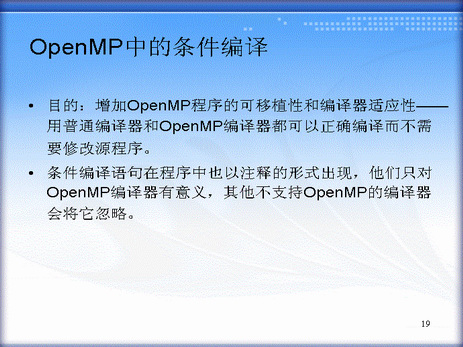 OpenMP中的条件编译
• 目的：增加OpenMP程序的可移植性和编译器适应性——
用普通编译器和OpenMP编译器都可以正确编译而不需
要修改源程序。
• 条件编译语句在程序中也以注释的形式出现，他们只对
OpenMP编译器有意义，其他不支持OpenMP的编译器
会将它忽略。
19